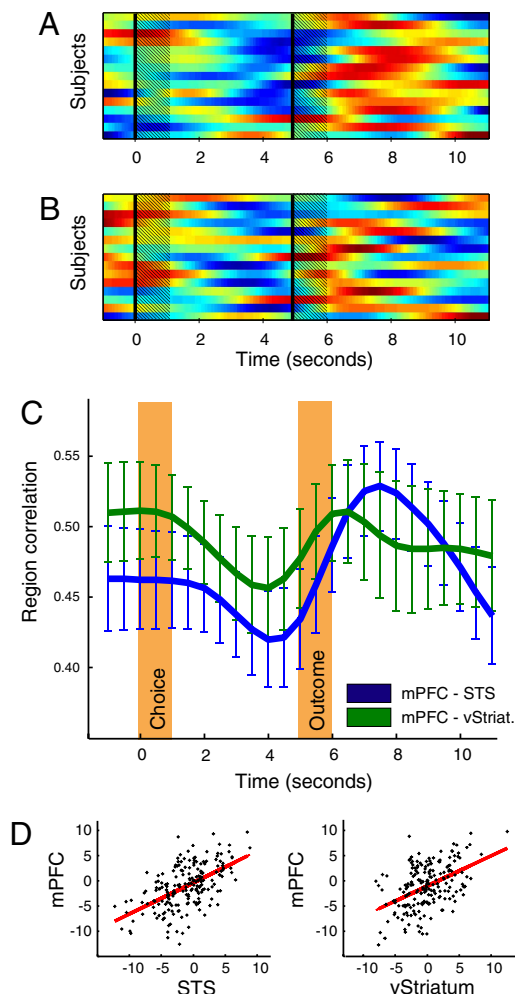 A
Subjects
0 2 4 6 8 10
B
Subjects
0 2 4 6 8 10
Time (seconds)
C
Region correlation
0.55
0.50
0.45
0.40
Choice
Outcome
mPFC - STS
mPFC - vStriat.
0 2 4 6 8 10
Time (seconds)
D
mPFC
10
5
0
-5
-10
-10 -5 0 5 10
STS
mPFC
10
5
0
-5
-10
-10 -5 0 5 10
vStriatum